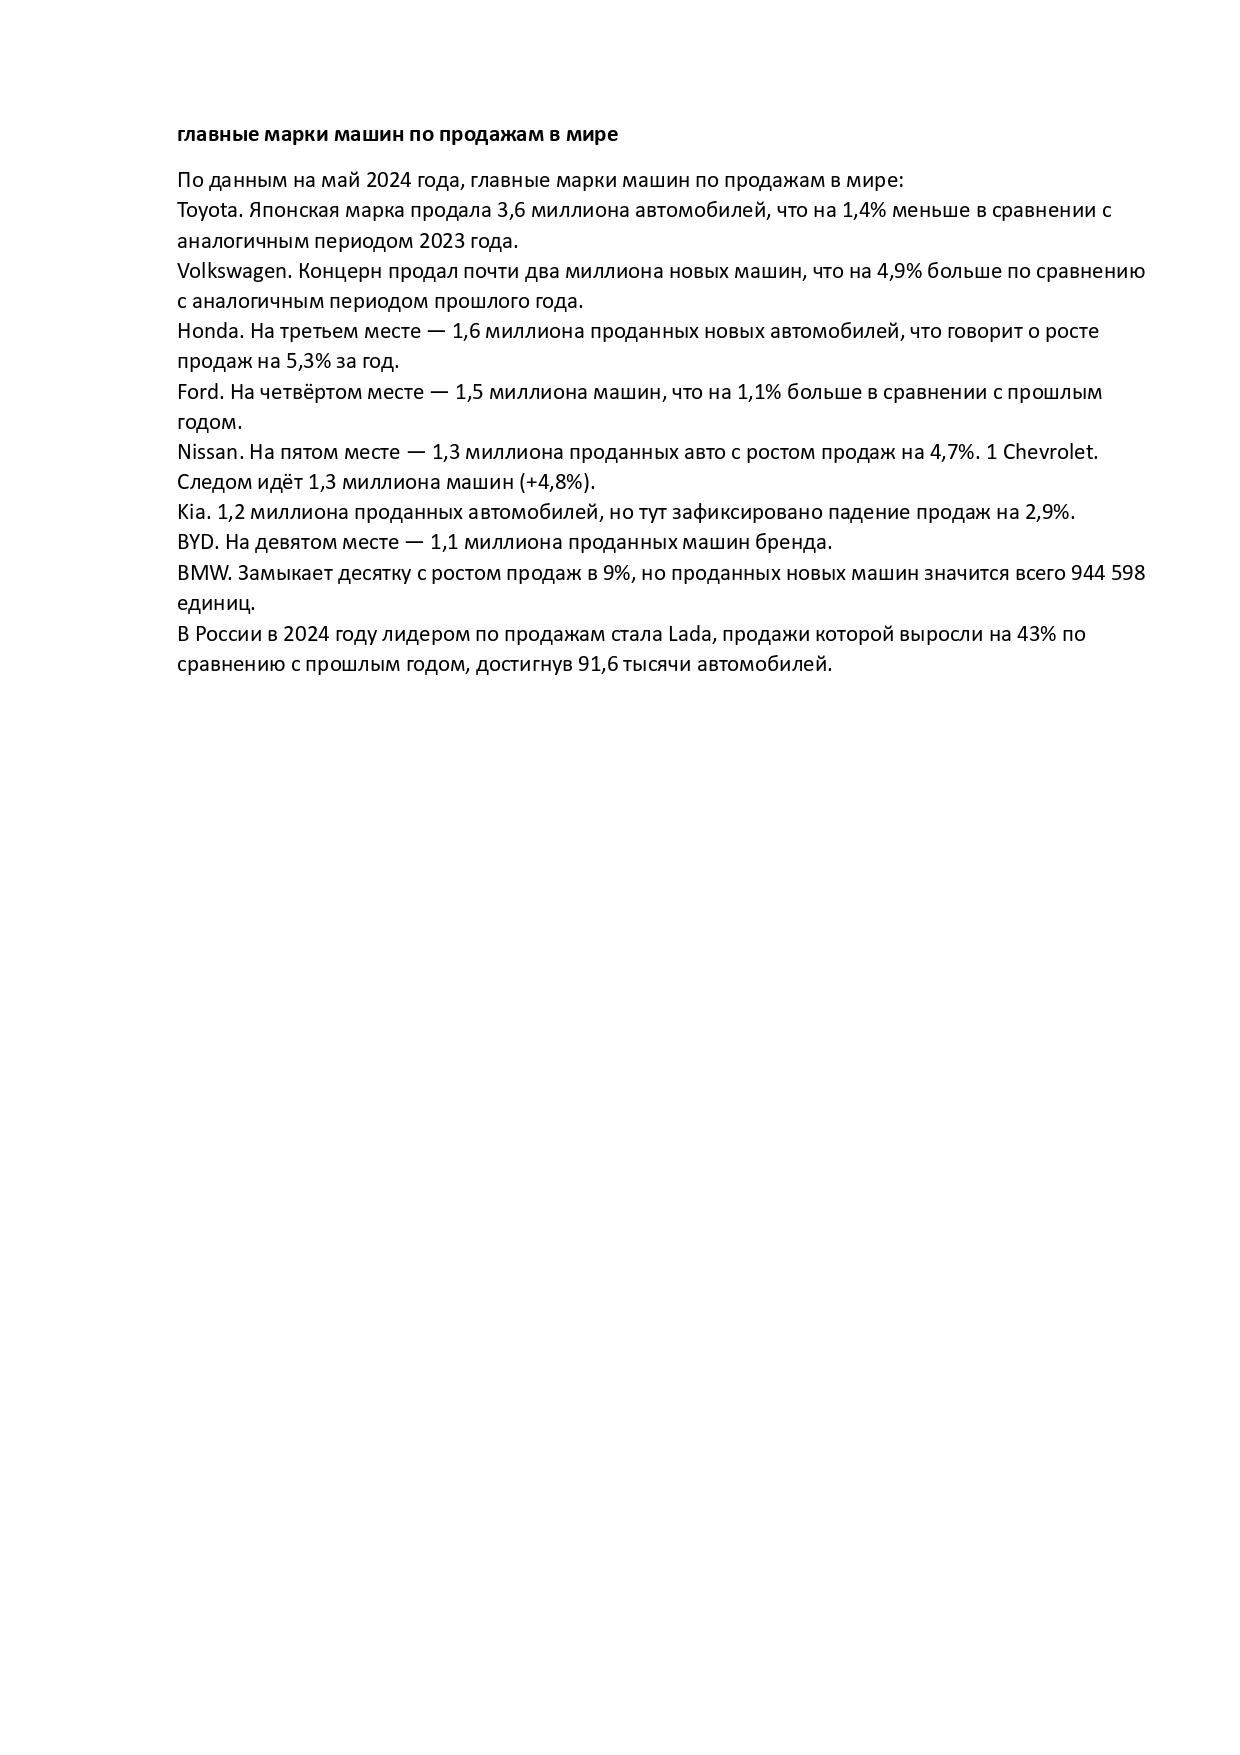 главные марки машин по продажам в мире
По данным на май 2024 года, главные марки машин по продажам в мире:
Toyota. Японская марка продала 3,6 миллиона автомобилей, что на 1,4% меньше в сравнении с
аналогичным периодом 2023 года.
Volkswagen. Концерн продал почти два миллиона новых машин, что на 4,9% больше по сравнению
с аналогичным периодом прошлого года.
Honda. На третьем месте — 1,6 миллиона проданных новых автомобилей, что говорит о росте
продаж на 5,3% за год.
Ford. На четвёртом месте — 1,5 миллиона машин, что на 1,1% больше в сравнении с прошлым
годом.
Nissan. На пятом месте — 1,3 миллиона проданных авто с ростом продаж на 4,7%. 1 Chevrolet.
Следом идёт 1,3 миллиона машин (+4,8%).
Kia. 1,2 миллиона проданных автомобилей, но тут зафиксировано падение продаж на 2,9%.
BYD. На девятом месте — 1,1 миллиона проданных машин бренда.
BMW. Замыкает десятку с ростом продаж в 9%, но проданных новых машин значится всего 944 598
единиц.
В России в 2024 году лидером по продажам стала Lada, продажи которой выросли на 43% по
сравнению с прошлым годом, достигнув 91,6 тысячи автомобилей.